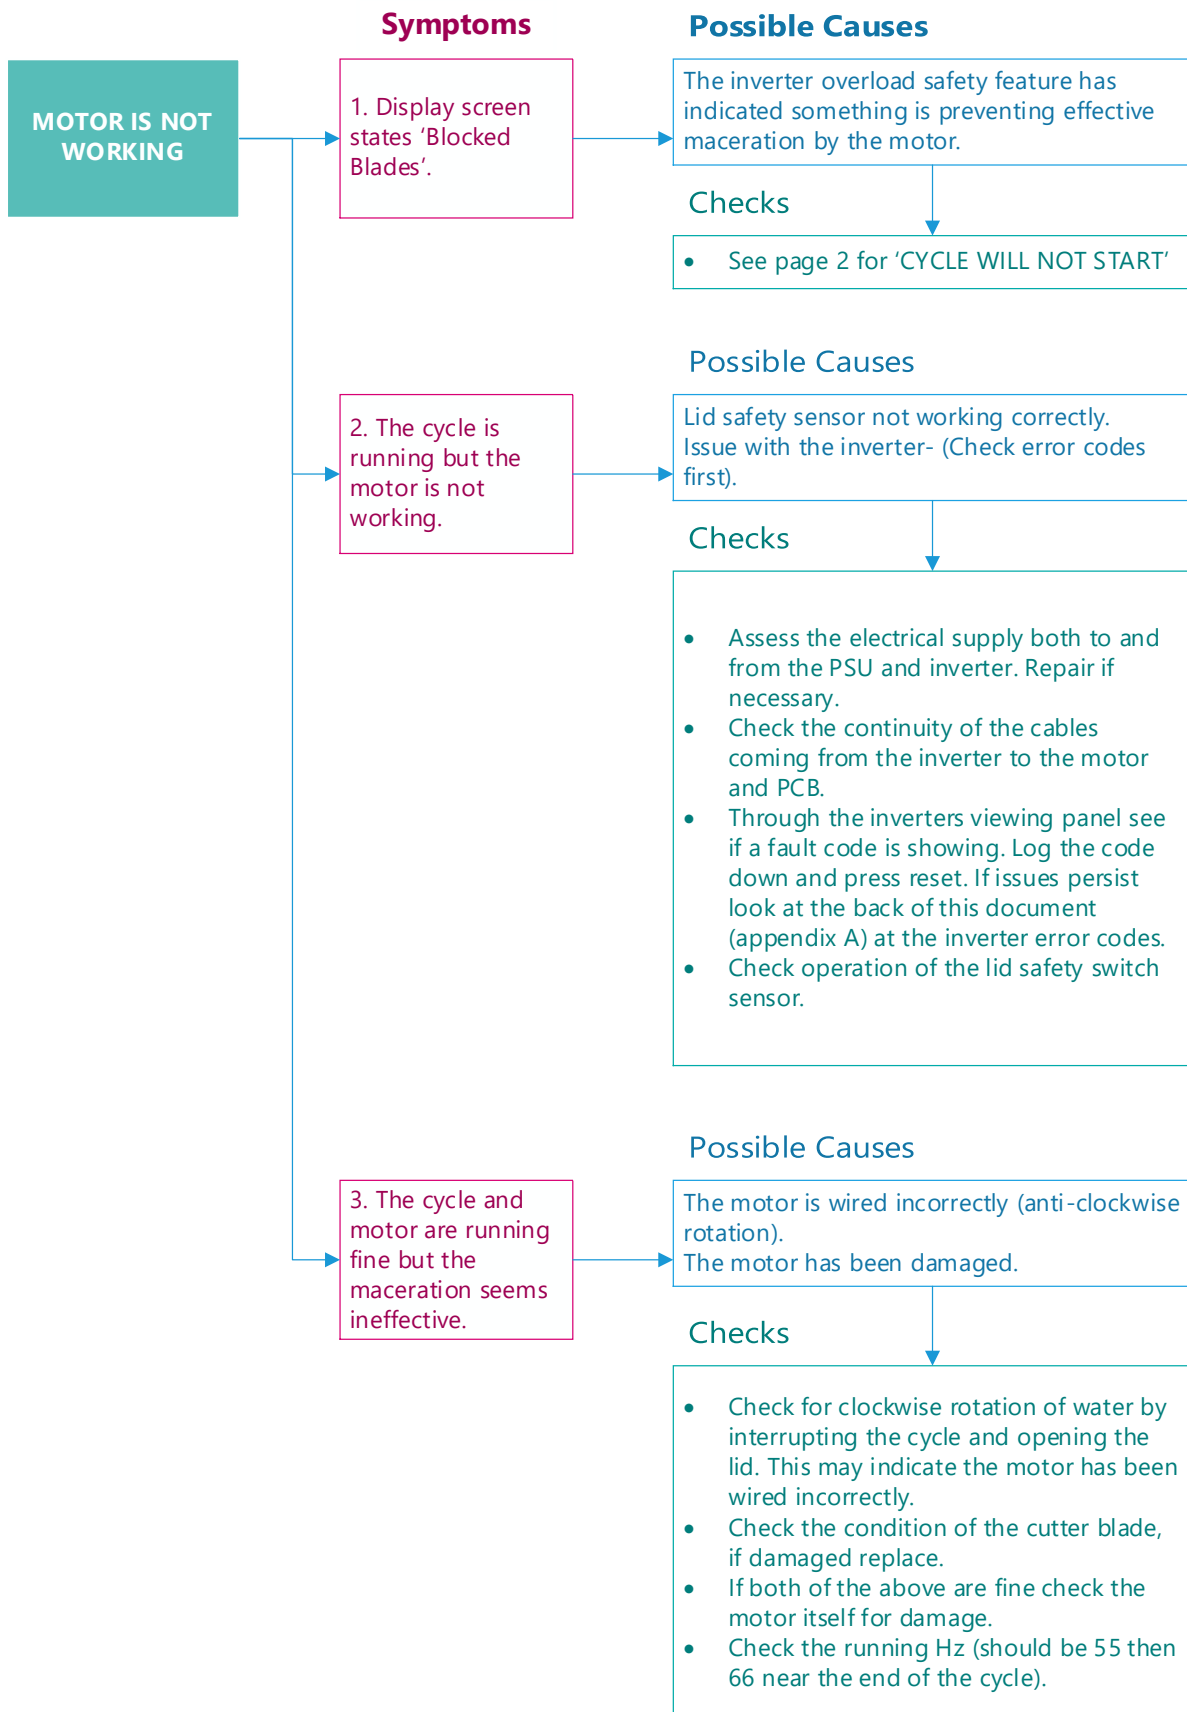 Symptoms
Possible Causes
MOTOR IS NOT
WORKING
1. Display screen
states ‘Blocked
Blades’.
The inverter overload safety feature has
indicated something is preventing effective
maceration by the motor.
Checks
• See page 2 for ‘CYCLE WILL NOT START’
Possible Causes
2. The cycle is
running but the
motor is not
working.
Lid safety sensor not working correctly.
Issue with the inverter- (Check error codes
first).
Checks
• Assess the electrical supply both to and
from the PSU and inverter. Repair if
necessary.
• Check the continuity of the cables
coming from the inverter to the motor
and PCB.
• Through the inverters viewing panel see
if a fault code is showing. Log the code
down and press reset. If issues persist
look at the back of this document
(appendix A) at the inverter error codes.
• Check operation of the lid safety switch
sensor.
Possible Causes
3. The cycle and
motor are running
fine but the
maceration seems
ineffective.
The motor is wired incorrectly (anti-clockwise
rotation).
The motor has been damaged.
Checks
• Check for clockwise rotation of water by
interrupting the cycle and opening the
lid. This may indicate the motor has been
wired incorrectly.
• Check the condition of the cutter blade,
if damaged replace.
• If both of the above are fine check the
motor itself for damage.
• Check the running Hz (should be 55 then
66 near the end of the cycle).